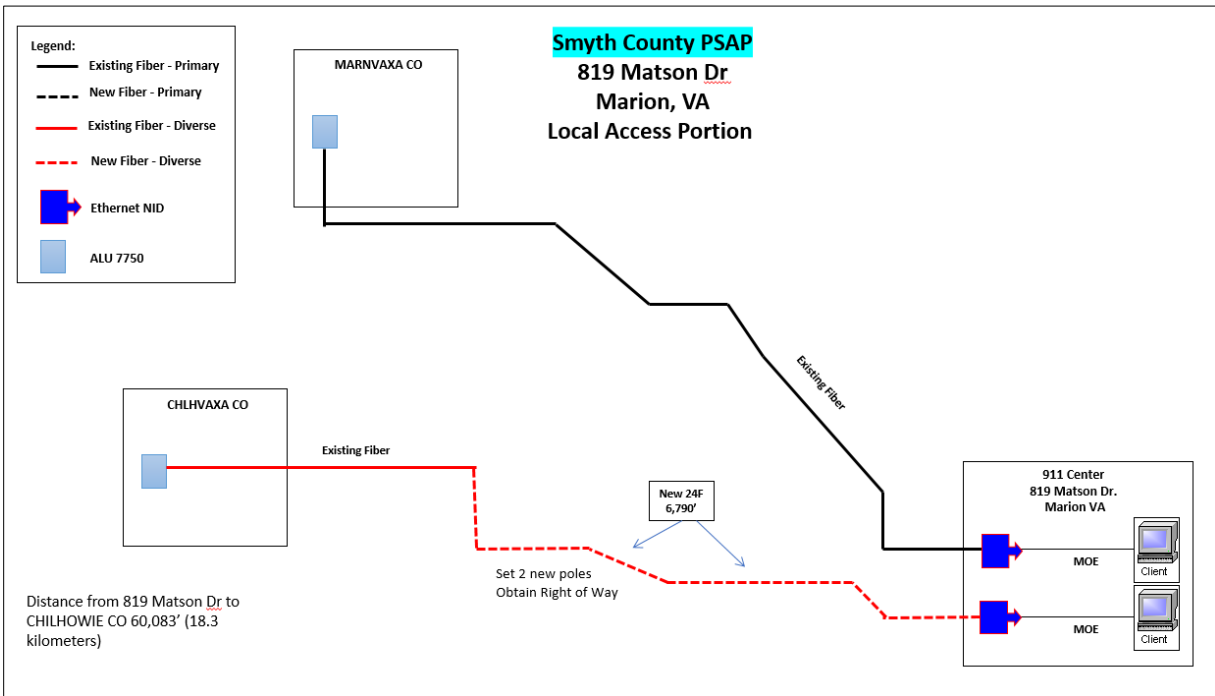 Legend:
Existing Fiber - Primary
New Fiber - Primary
Existing Fiber - Diverse
New Fiber - Diverse
Ethernet NID
ALU 7750
MARNVAXA CO
Smyth County PSAP
819 Matson Dr
Marion, VA
Local Access Portion
Existing Fiber
CHLHVAXA CO
Existing Fiber
New 24F
6,790’
Set 2 new poles
Obtain Right of Way
911 Center
819 Matson Dr.
Marion VA
MOE
Client
MOE
Client
Distance from 819 Matson Dr to
CHILHOWIE CO 60,083’ (18.3
kilometers)